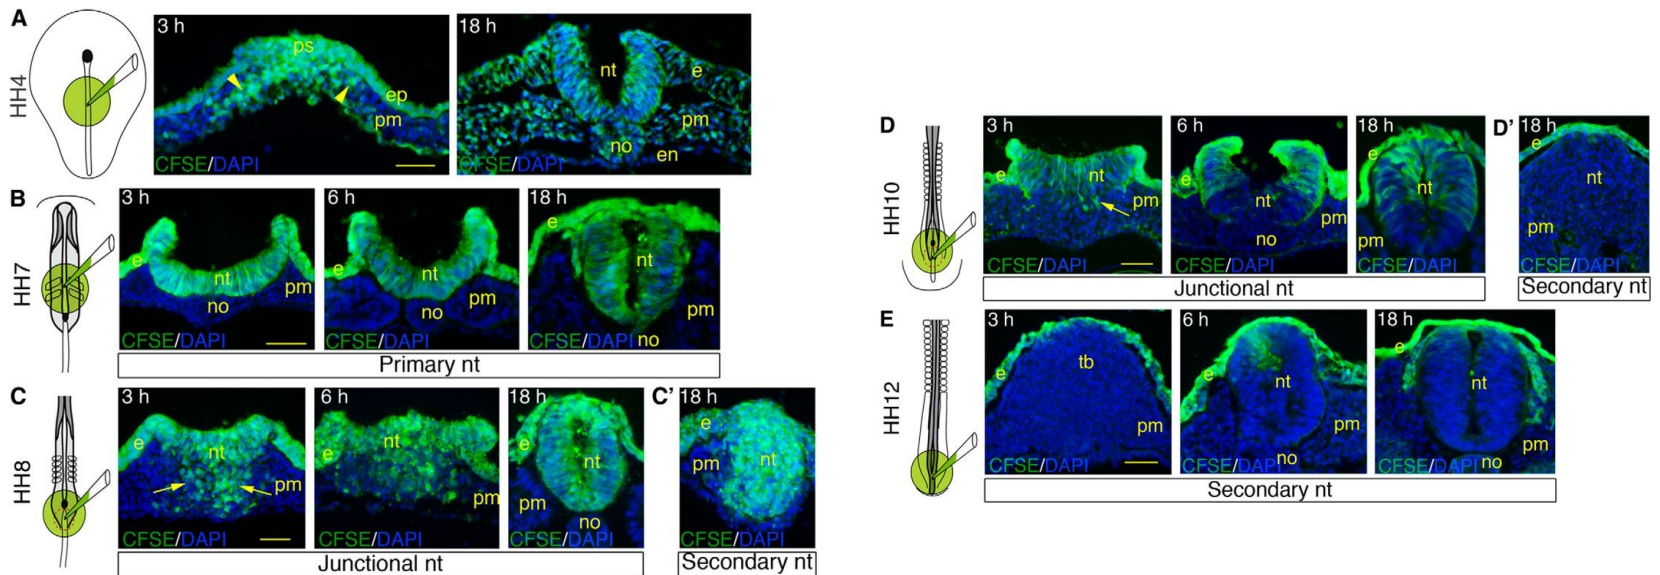 A
HH4
3 h
ps
ep
pm
CFSE/DAPI
18 h
nt
e
pm
no
en
CFSE/DAPI
B
HH7
3 h
e
nt
pm
no
CFSE/DAPI
6 h
e
nt
pm
no
CFSE/DAPI
18 h
e
nt
pm
CFSE/DAPI no
Primary nt
C
HH8
3 h
e
nt
pm
CFSE/DAPI
6 h
nt
e
pm
CFSE/DAPI
18 h
e
nt
pm
no
CFSE/DAPI
Junctional nt
C’
18 h
e
pm
nt
CFSE/DAPI
Secondary nt
D
HH10
3 h
e
nt
pm
CFSE/DAPI
6 h
e
nt
pm
no
CFSE/DAPI
18 h
e
nt
pm
CFSE/DAPI
Junctional nt
D’
18 h
e
nt
pm
CFSE/DAPI
Secondary nt
E
HH12
3 h
tb
e
pm
CFSE/DAPI
6 h
e
nt
pm
no
CFSE/DAPI
18 h
e
nt
pm
no
CFSE/DAPI
Secondary nt